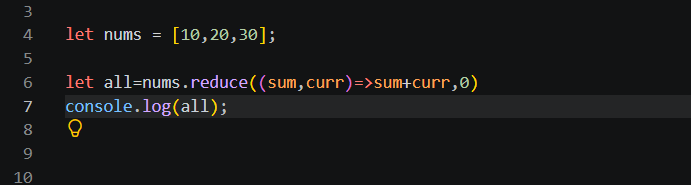 3
4 let nums = [10,20,30];
5
6 let all=nums.reduce((sum,curr)=>sum+curr,0)
7 console.log(all);
8
9
10